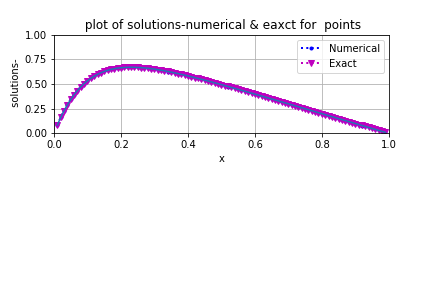 plot of solutions-numerical & eaxct for  points
1.00
0.75
0.50
0.25
0.00
solutions-
Numerical
Exact
0.0 0.2 0.4 0.6 0.8 1.0
x